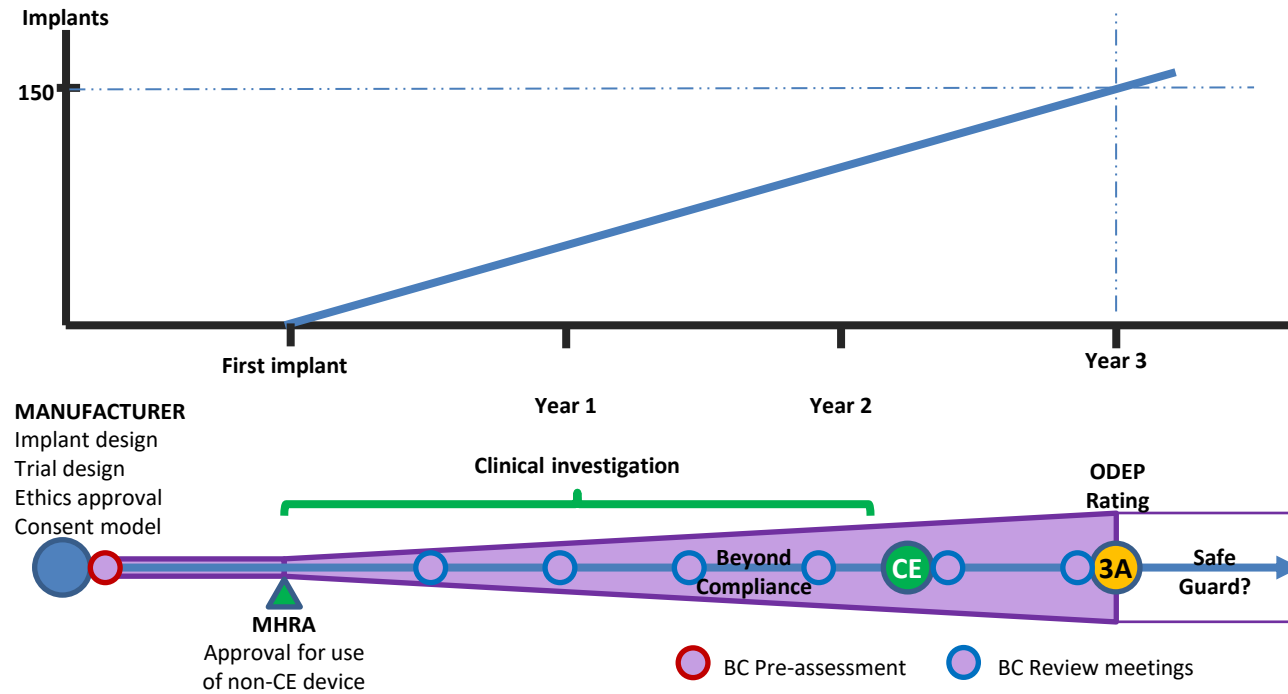 Implants
150
First implant
Year 3
Year 1
Year 2
MANUFACTURER
Implant design
Trial design
Ethics approval
Consent model
Clinical investigation
ODEP
Rating
Beyond
Compliance
CE
3A
Safe
Guard?
MHRA
Approval for use
of non-CE device
BC Pre-assessment
BC Review meetings